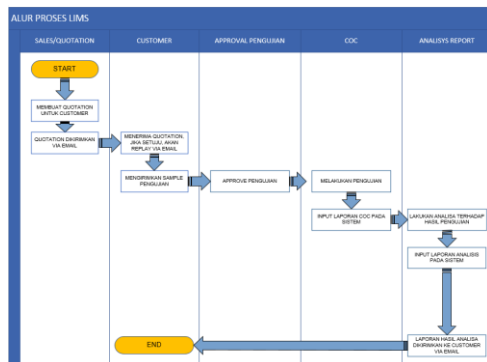 ALUR PROSES LIMS
SALES/QUOTATION
CUSTOMER
APPROVAL PENGUJIAN
COC
ANALISYS REPORT
START
MEMBUAT QUOTATION
UNTUK CUSTOMER
QUOTATION DIKIRIMKAN
VIA EMAIL
MENERIMA QUOTATION,
JIKA SETUJU, AKAN
REPLAY VIA EMAIL
MENGIRIMKAN SAMPLE
PENGUJIAN
APPROVE PENGUJIAN
MELAKUKAN PENGUJIAN
INPUT LAPORAN COC PADA
SISTEM
LAKUKAN ANALISA TERHADAP
HASIL PENGUJIAN
INPUT LAPORAN ANALISIS
PADA SISTEM
LAPORAN HASIL ANALISA
DIKIRIMKAN KE CUSTOMER
VIA EMAIL
END